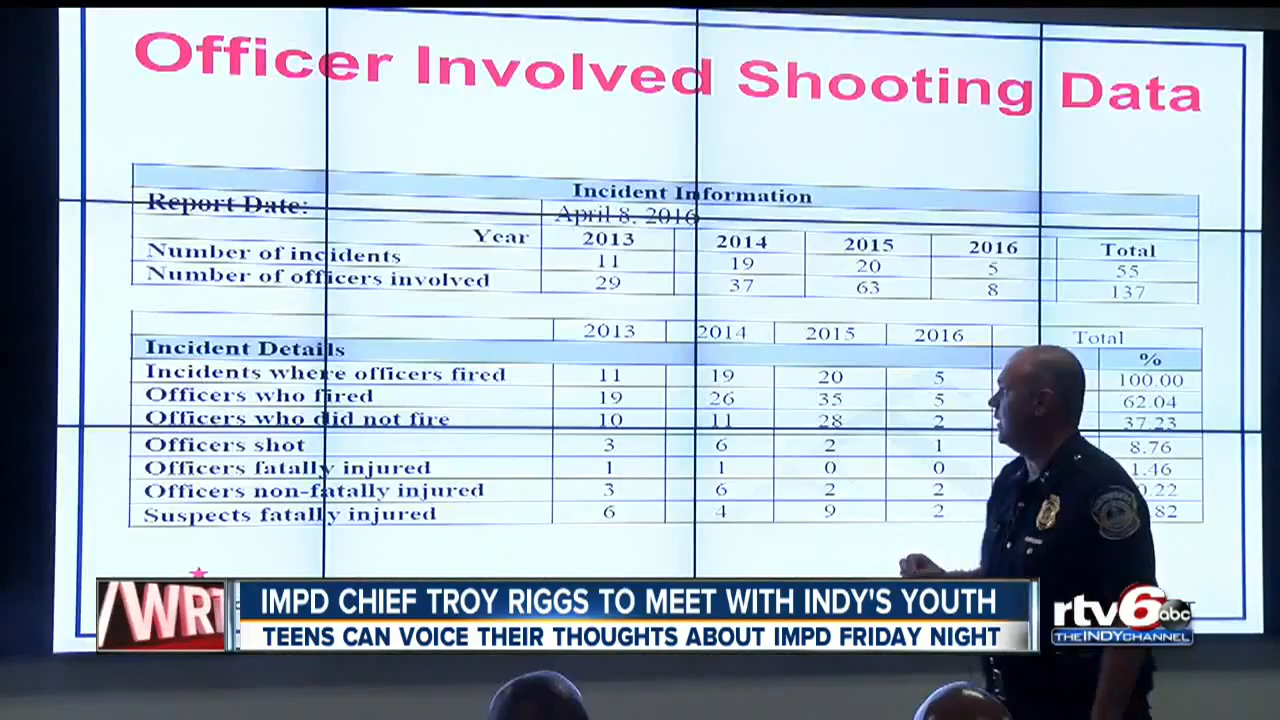 Officer Involved Shooting Data
Incident Information
Report Date: April 8, 2016
Year 2013 2014 2015 2016 Total
Number of incidents 11 19 20 5 55
Number of officers involved 29 37 63 8 137
2013 2014 2015 2016 Total
Incident Details %
Incidents where officers fired 11 19 20 5 100.00
Officers who fired 19 26 35 5 62.04
Officers who did not fire 10 11 28 2 37.23
Officers shot 3 6 2 1 8.76
Officers fatally injured 1 1 0 0 1.46
Officers non-fatally injured 3 6 2 2 .22
Suspects fatally injured 6 4 9 2 .82
WRT
IMPD CHIEF TROY RIGGS TO MEET WITH INDY'S YOUTH
TEENS CAN VOICE THEIR THOUGHTS ABOUT IMPD FRIDAY NIGHT
rtv6 abc
THE INDY CHANNEL